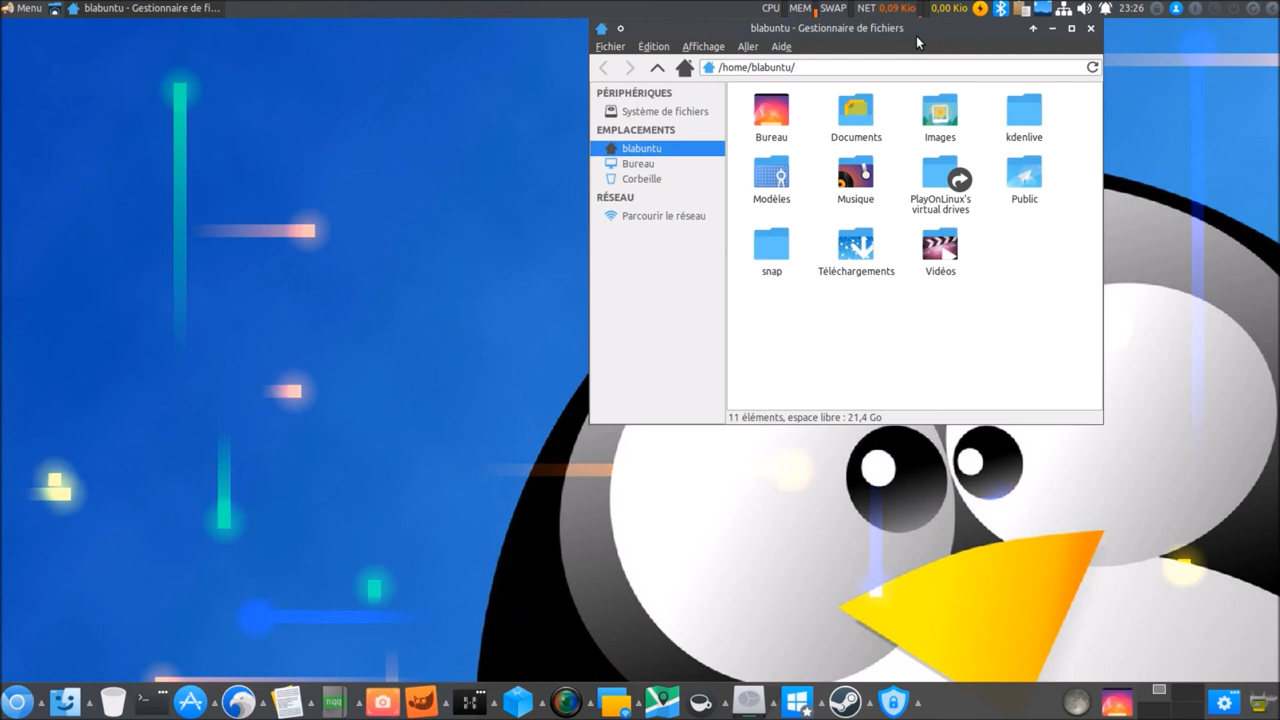 Menu blabuntu - Gestionnaire de fi... CPU MEM SWAP NET 0,09 Kio 0,00 Kio 23:26
blabuntu - Gestionnaire de fichiers
Fichier Édition Affichage Aller Aide
/home/blabuntu/
PÉRIPHÉRIQUES
Système de fichiers
EMPLACEMENTS
blabuntu
Bureau
Corbeille
RÉSEAU
Parcourir le réseau
Bureau Documents Images kdenlive
Modèles Musique PlayOnLinux's Public
virtual drives
snap Téléchargements Vidéos
11 éléments, espace libre : 21,4 Go
nqq